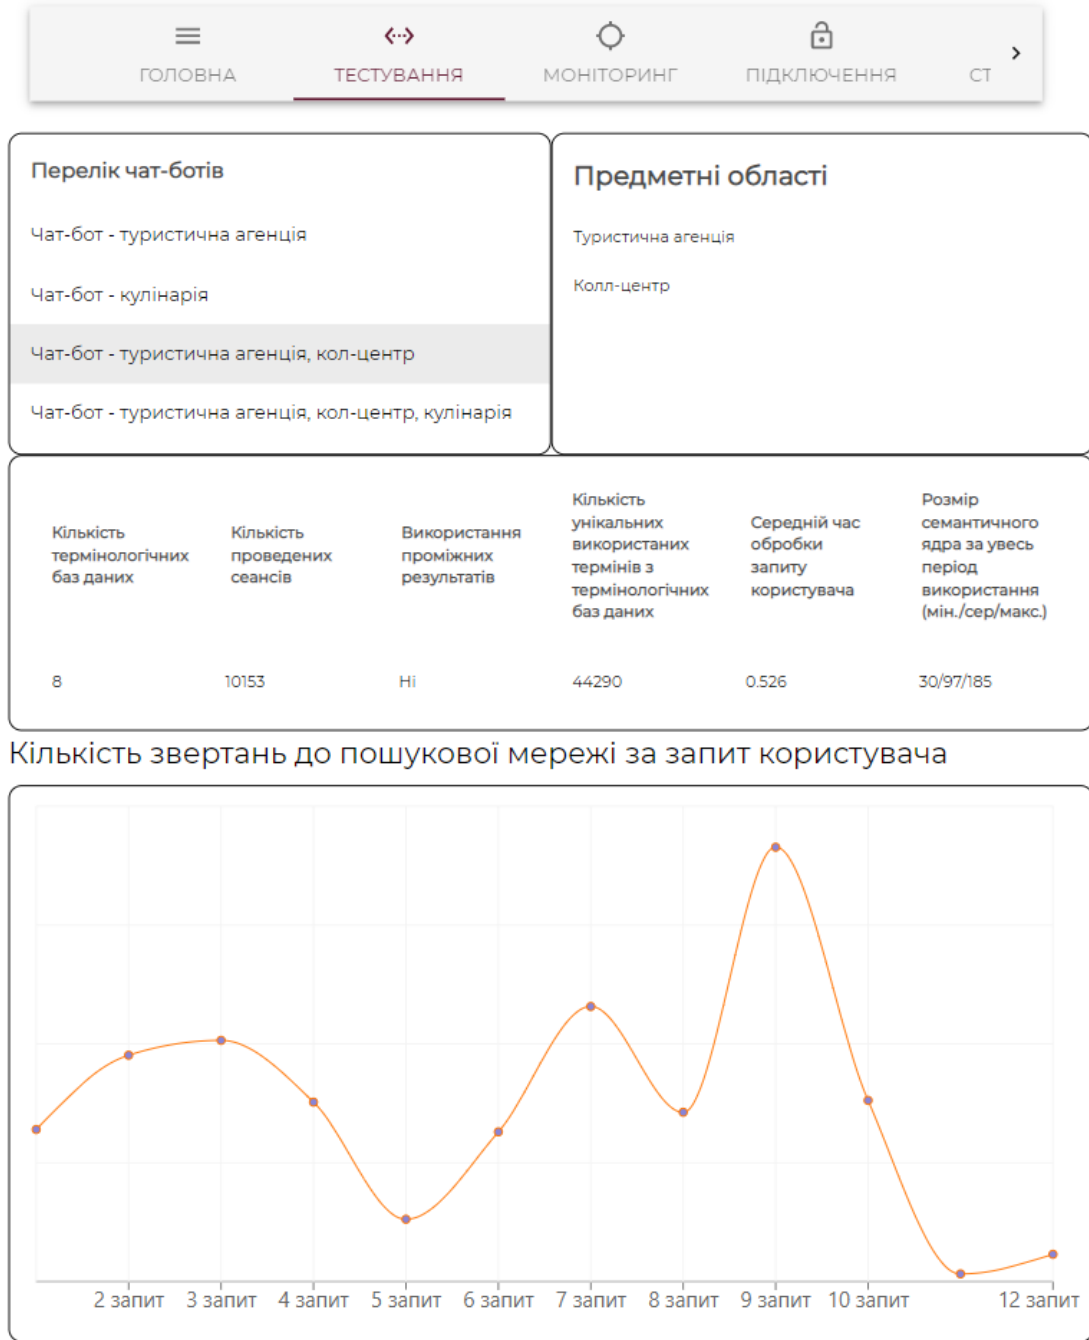 ГОЛОВНА
ТЕСТУВАННЯ
МОНІТОРИНГ
ПІДКЛЮЧЕННЯ
СТ
Перелік чат-ботів
Чат-бот - туристична агенція
Чат-бот - кулінарія
Чат-бот - туристична агенція, кол-центр
Чат-бот - туристична агенція, кол-центр, кулінарія
Предметні області
Туристична агенція
Колл-центр
Кількість
термінологічних
баз даних
Кількість
проведених
сеансів
Використання
проміжних
результатів
Кількість
унікальних
використаних
термінів з
термінологічних
баз даних
Середній час
обробки
запиту
користувача
Розмір
семантичного
ядра за увесь
період
використання
(мін./сер/макс.)
8
10153
Ні
44290
0.526
30/97/185
Кількість звертань до пошукової мережі за запит користувача
2 запит
3 запит
4 запит
5 запит
6 запит
7 запит
8 запит
9 запит
10 запит
12 запит